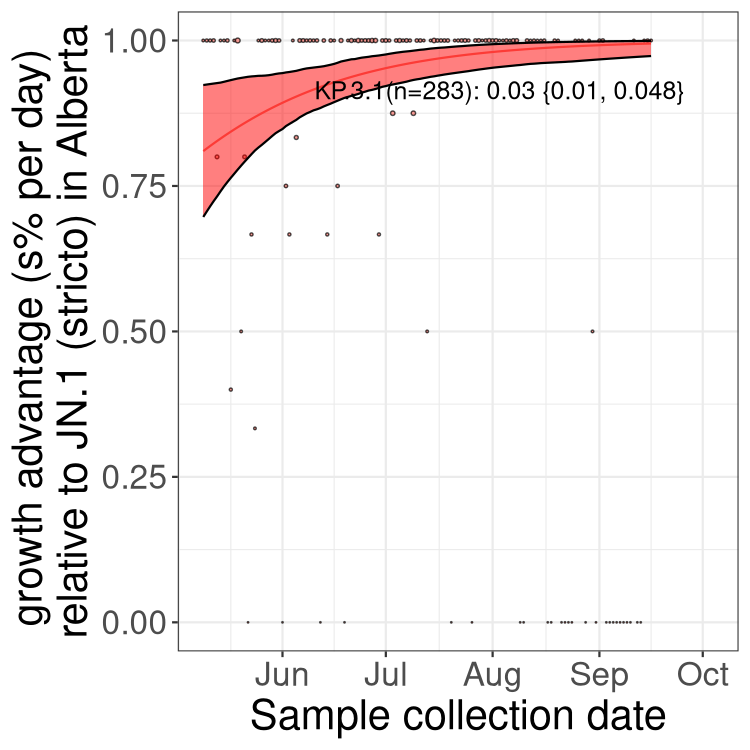 growth advantage (s% per day)
relative to JN.1 (stricto) in Alberta
1.00
0.75
0.50
0.25
0.00
KP.3.1(n=283): 0.03 {0.01, 0.048}
Jun Jul Aug Sep Oct
Sample collection date